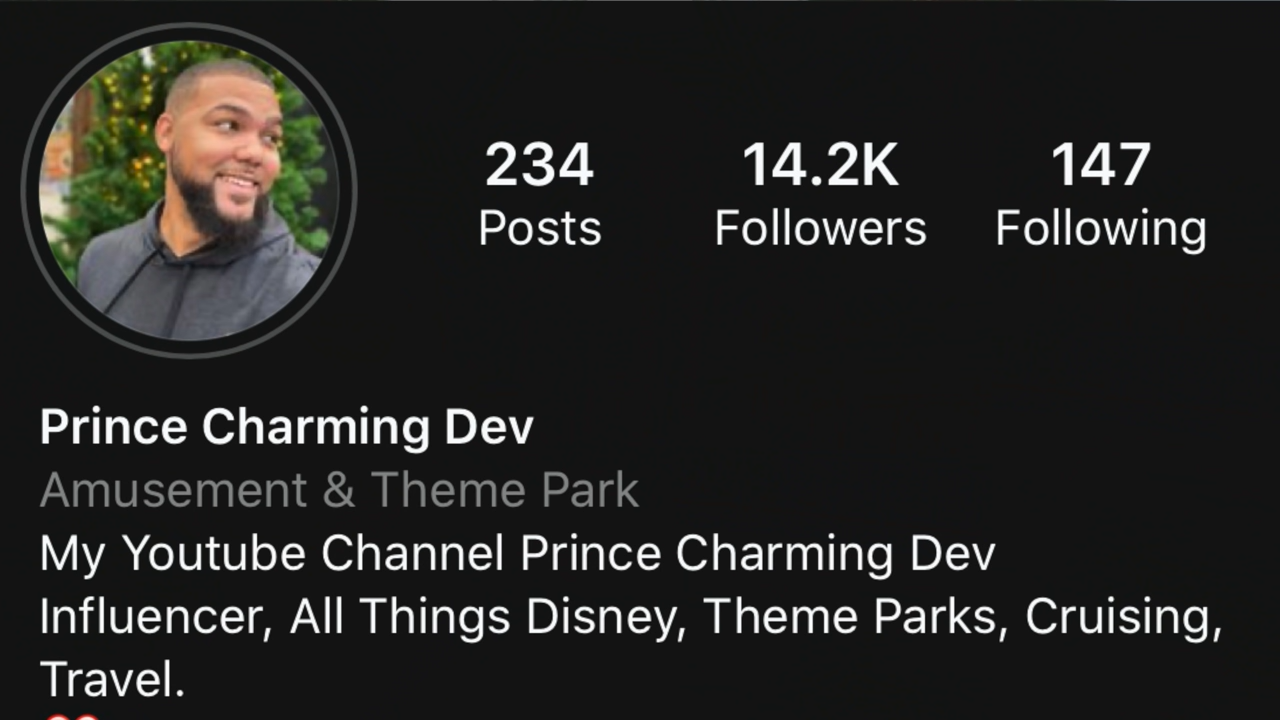 234 14.2K 147
Posts Followers Following
Prince Charming Dev
Amusement & Theme Park
My Youtube Channel Prince Charming Dev
Influencer, All Things Disney, Theme Parks, Cruising,
Travel.